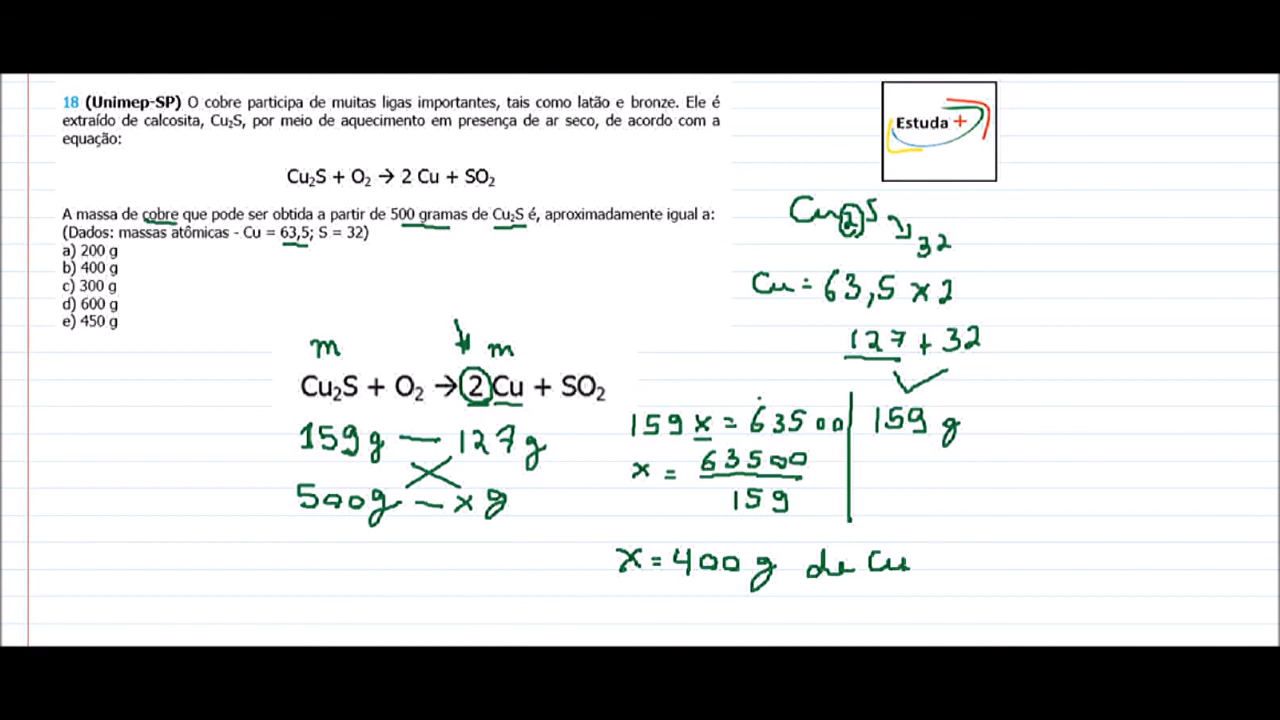 18 (Unimep-SP) O cobre participa de muitas ligas importantes, tais como latão e bronze. Ele é
extraído de calcosita, Cu₂S, por meio de aquecimento em presença de ar seco, de acordo com a
equação:
Cu₂S + O₂ → 2 Cu + SO₂
A massa de cobre que pode ser obtida a partir de 500 gramas de Cu₂S é, aproximadamente igual a:
(Dados: massas atômicas - Cu = 63,5; S = 32)
a) 200 g
b) 400 g
c) 300 g
d) 600 g
e) 450 g
m m
Cu₂S + O₂ → 2 Cu + SO₂
159g — 127g
500g — x g
Estuda +
Cu₂S
32
Cu = 63,5 x 2
127 + 32
159 g
159 x = 63500
x = 63500
159
x = 400 g de Cu